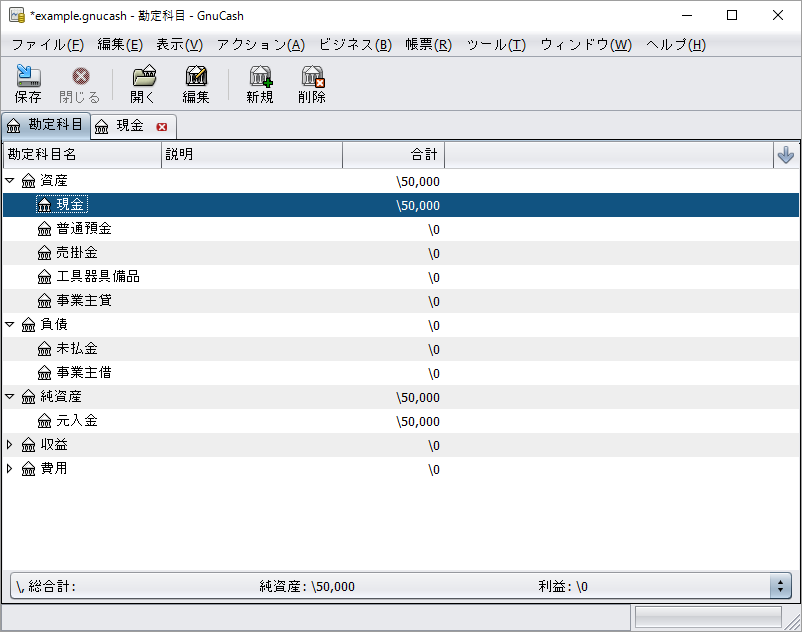 *example.gnucash - 勘定科目 - GnuCash
ファイル(F) 編集(E) 表示(V) アクション(A) ビジネス(B) 帳票(R) ツール(T) ウィンドウ(W) ヘルプ(H)
保存 閉じる 開く 編集 新規 削除
勘定科目 現金
勘定科目名 説明 合計
資産 \50,000
現金 \50,000
普通預金 \0
売掛金 \0
工具器具備品 \0
事業主貸 \0
負債 \0
未払金 \0
事業主借 \0
純資産 \50,000
元入金 \50,000
収益 \0
費用 \0
\, 総合計: 純資産: \50,000 利益: \0